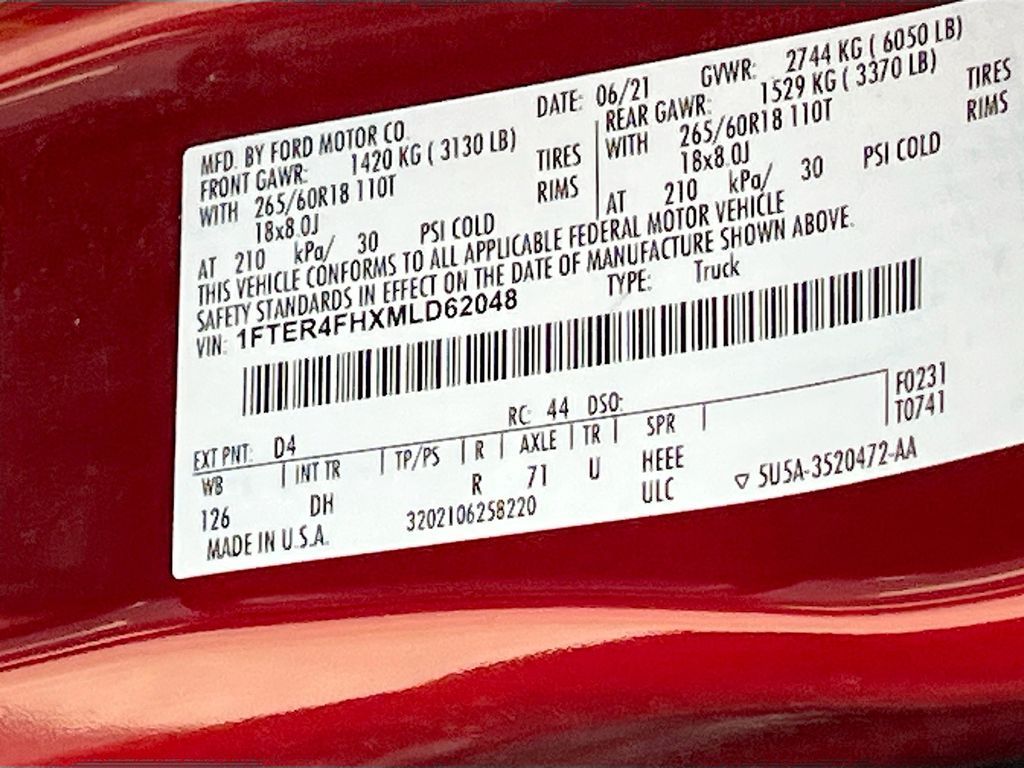 MFD. BY FORD MOTOR CO. DATE: 06/21 GVWR: 2744 KG ( 6050 LB)
FRONT GAWR: 1420 KG ( 3130 LB) REAR GAWR: 1529 KG ( 3370 LB)
WITH 265/60R18 110T TIRES WITH 265/60R18 110T TIRES
18x8.0J RIMS 18x8.0J RIMS
AT 210 kPa/ 30 PSI COLD AT 210 kPa/ 30 PSI COLD
THIS VEHICLE CONFORMS TO ALL APPLICABLE FEDERAL MOTOR VEHICLE
SAFETY STANDARDS IN EFFECT ON THE DATE OF MANUFACTURE SHOWN ABOVE.
VIN: 1FTER4FHXMLD62048 TYPE: Truck
F0231
T0741
EXT PNT: D4 RC: 44 DSO:
WB INT TR TP/PS R AXLE TR SPR
126 DH R 71 U HEEE
ULC
MADE IN U.S.A. 3202106258220 ▽ 5U5A-3520472-AA